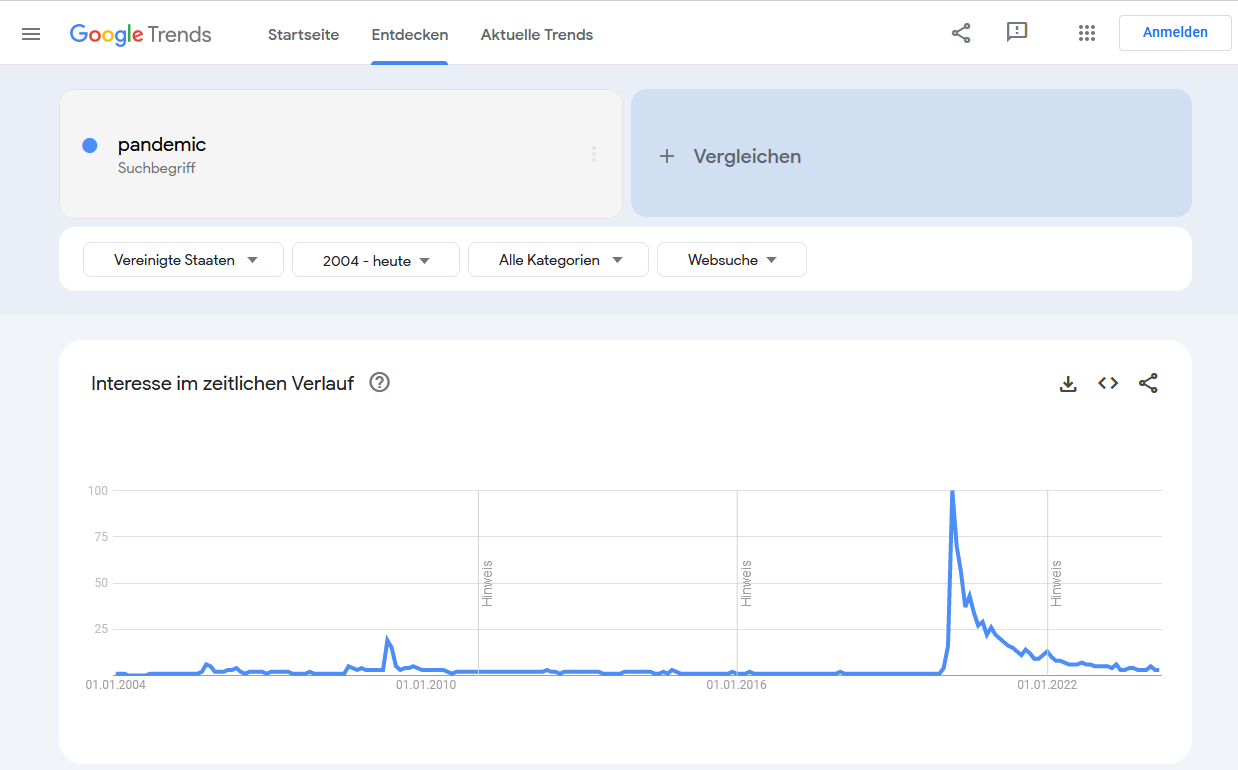 Google Trends Startseite Entdecken Aktuelle Trends Anmelden
pandemic
Suchbegriff
+ Vergleichen
Vereinigte Staaten 2004 - heute Alle Kategorien Websuche
Interesse im zeitlichen Verlauf
100
75
50
25
Hinweis Hinweis Hinweis
01.01.2004 01.01.2010 01.01.2016 01.01.2022